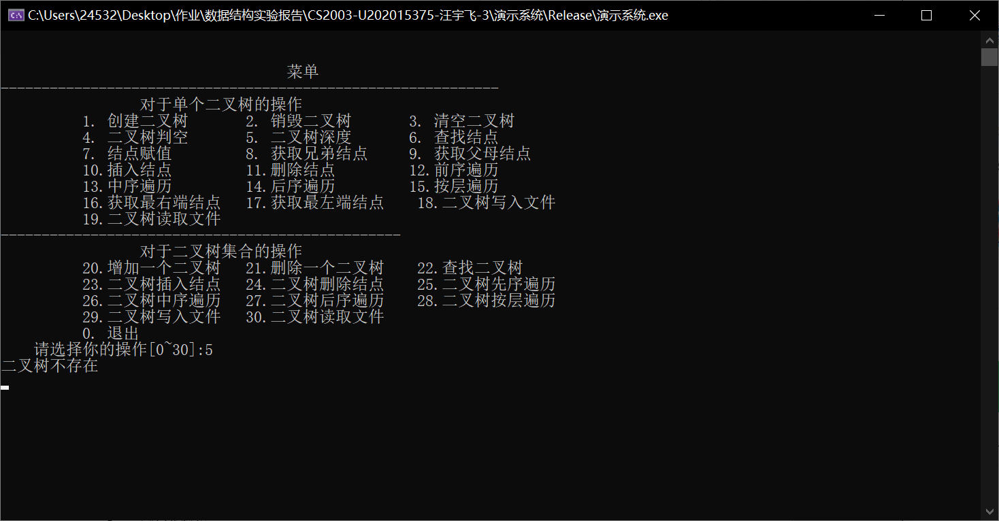 C:\Users\24532\Desktop\作业\数据结构实验报告\CS2003-U202015375-汪宇飞-3\演示系统\Release\演示系统.exe
菜单
-------------------------------------------------------------
对于单个二叉树的操作
1. 创建二叉树 2. 销毁二叉树 3. 清空二叉树
4. 二叉树判空 5. 二叉树深度 6. 查找结点
7. 结点赋值 8. 获取兄弟结点 9. 获取父母结点
10.插入结点 11.删除结点 12.前序遍历
13.中序遍历 14.后序遍历 15.按层遍历
16.获取最右端结点 17.获取最左端结点 18.二叉树写入文件
19.二叉树读取文件
-------------------------------------------------
对于二叉树集合的操作
20.增加一个二叉树 21.删除一个二叉树 22.查找二叉树
23.二叉树插入结点 24.二叉树删除结点 25.二叉树先序遍历
26.二叉树中序遍历 27.二叉树后序遍历 28.二叉树按层遍历
29.二叉树写入文件 30.二叉树读取文件
0. 退出
请选择你的操作[0~30]:5
二叉树不存在